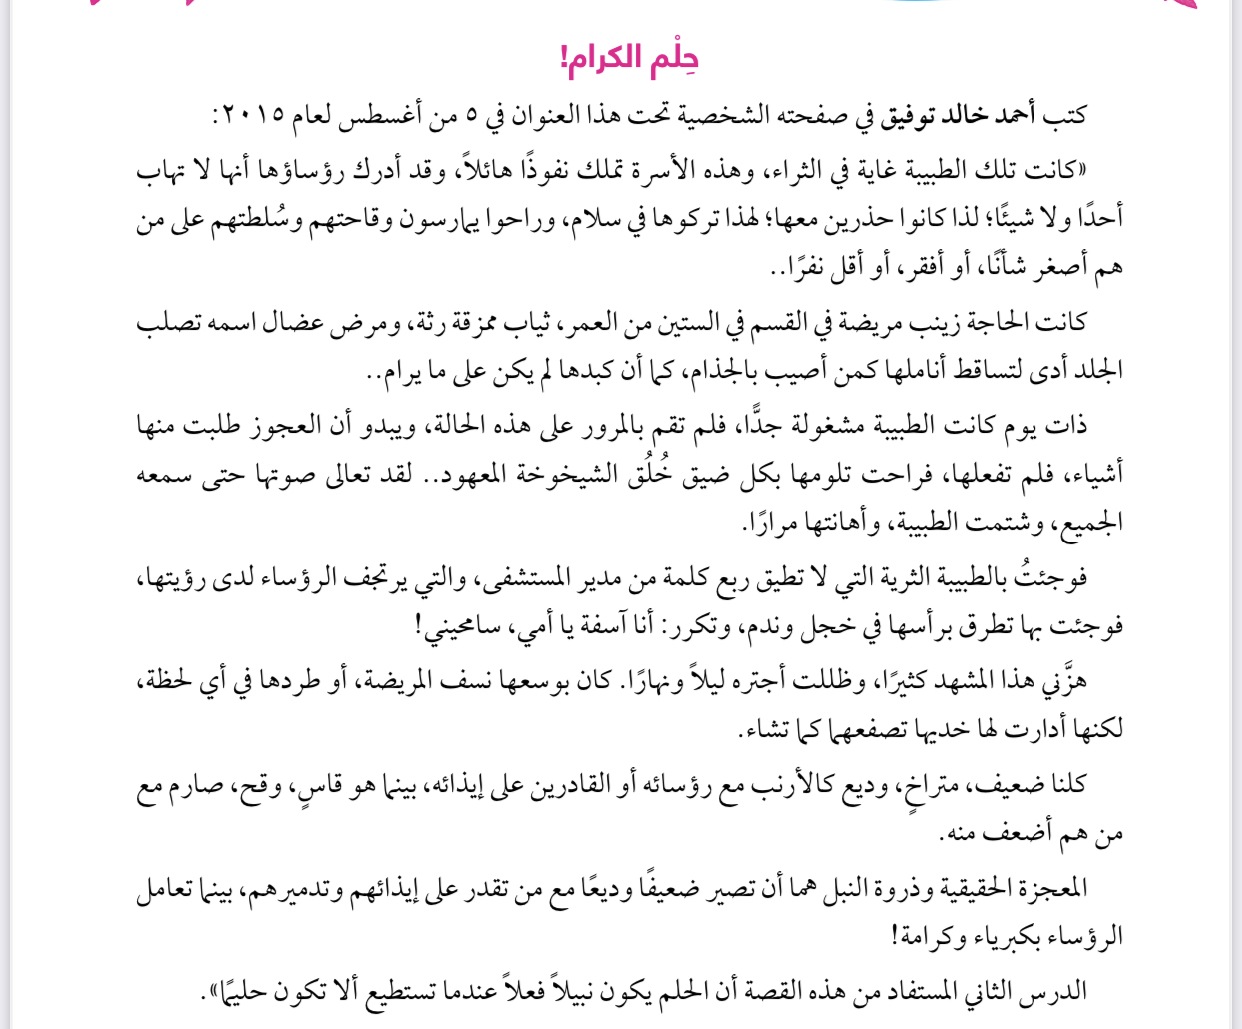 حِلْم الكرام!
كتب أحمد خالد توفيق في صفحته الشخصية تحت هذا العنوان في ٥ من أغسطس لعام ٢٠١٥:
«كانت تلك الطبيبة غاية في الثراء، وهذه الأسرة تملك نفوذًا هائلاً، وقد أدرك رؤساؤها أنها لا تهاب
أحدًا ولا شيئًا؛ لذا كانوا حذرين معها؛ لهذا تركوها في سلام، وراحوا يمارسون وقاحتهم وسُلطتهم على من
هم أصغر شأنًا، أو أفقر، أو أقل نفرًا..
كانت الحاجة زينب مريضة في القسم في الستين من العمر، ثياب ممزقة رثة، ومرض عضال اسمه تصلب
الجلد أدى لتساقط أناملها كمن أصيب بالجذام، كما أن كبدها لم يكن على ما يرام..
ذات يوم كانت الطبيبة مشغولة جدًّا، فلم تقم بالمرور على هذه الحالة، ويبدو أن العجوز طلبت منها
أشياء، فلم تفعلها، فراحت تلومها بكل ضيق خُلُق الشيخوخة المعهود.. لقد تعالى صوتها حتى سمعه
الجميع، وشتمت الطبيبة، وأهانتها مرارًا.
فوجئتُ بالطبيبة الثرية التي لا تطيق ربع كلمة من مدير المستشفى، والتي يرتجف الرؤساء لدى رؤيتها،
فوجئت بها تطرق برأسها في خجل وندم، وتكرر: أنا آسفة يا أمي، سامحيني!
هزَّني هذا المشهد كثيرًا، وظللت أجتره ليلاً ونهارًا. كان بوسعها نسف المريضة، أو طردها في أي لحظة،
لكنها أدارت لها خديها تصفعهما كما تشاء.
كلنا ضعيف، متراخٍ، وديع كالأرنب مع رؤسائه أو القادرين على إيذائه، بينما هو قاسٍ، وقح، صارم مع
من هم أضعف منه.
المعجزة الحقيقية وذروة النبل هما أن تصير ضعيفًا وديعًا مع من تقدر على إيذائهم وتدميرهم، بينما تعامل
الرؤساء بكبرياء وكرامة!
الدرس الثاني المستفاد من هذه القصة أن الحلم يكون نبيلاً فعلاً عندما تستطيع ألا تكون حليمًا».